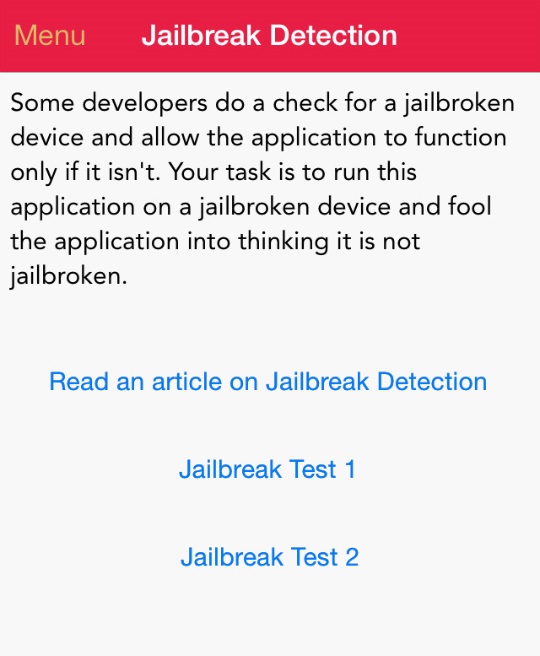 Menu Jailbreak Detection
Some developers do a check for a jailbroken
device and allow the application to function
only if it isn't. Your task is to run this
application on a jailbroken device and fool
the application into thinking it is not
jailbroken.
Read an article on Jailbreak Detection
Jailbreak Test 1
Jailbreak Test 2